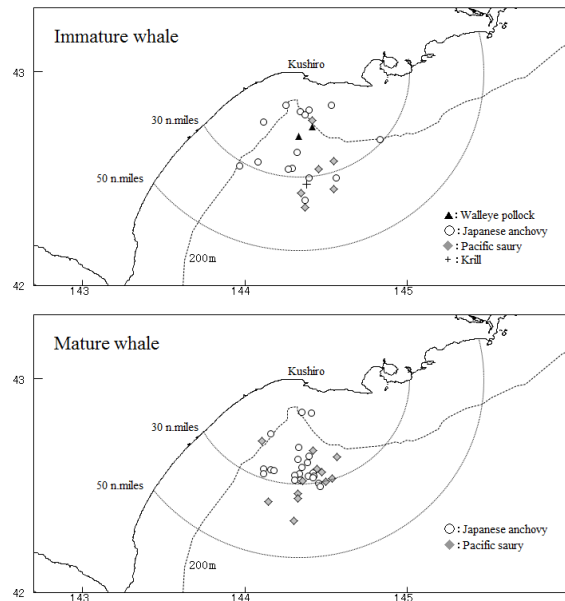 Immature whale
Kushiro
43
30 n.miles
50 n.miles
▲: Walleye pollock
○: Japanese anchovy
◆: Pacific saury
+: Krill
200m
42
143
144
145
Mature whale
Kushiro
43
30 n.miles
50 n.miles
○: Japanese anchovy
◆: Pacific saury
200m
42
143
144
145